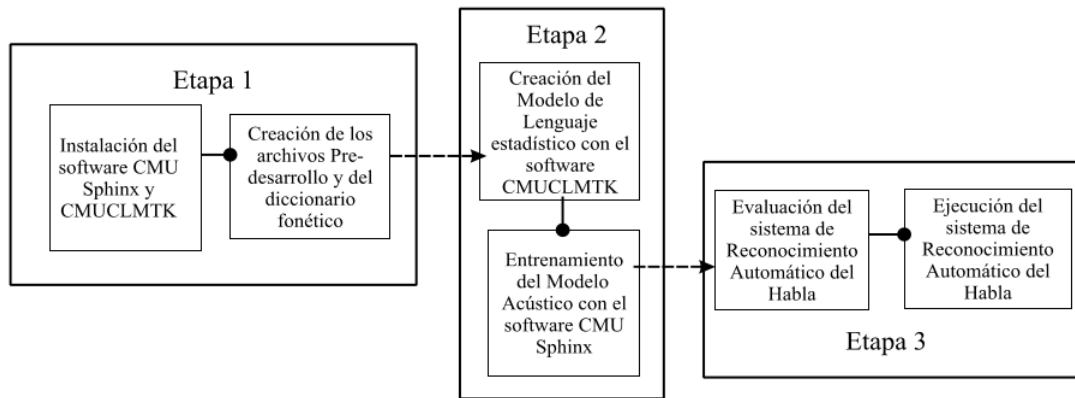 Etapa 1
Instalación del
software CMU
Sphinx y
CMUCLMTK
Creación de los
archivos Pre-
desarrollo y del
diccionario
fonético
Etapa 2
Creación del
Modelo de
Lenguaje
estadístico con el
software
CMUCLMTK
Entrenamiento
del Modelo
Acústico con el
software CMU
Sphinx
Evaluación del
sistema de
Reconocimiento
Automático del
Habla
Ejecución del
sistema de
Reconocimiento
Automático del
Habla
Etapa 3